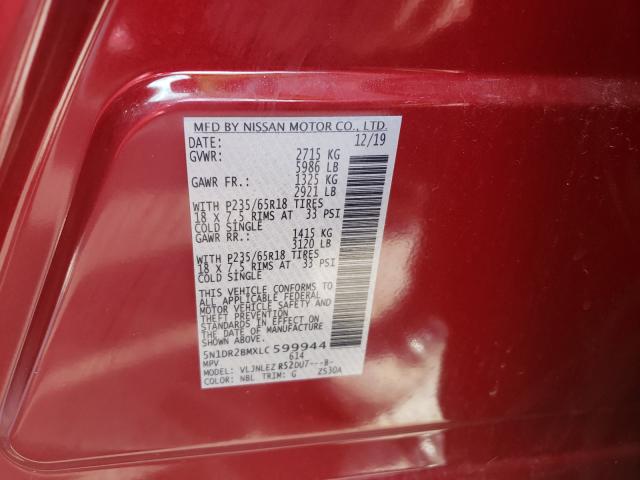 MFD BY NISSAN MOTOR CO., LTD.
DATE: 12/19
GVWR: 2715 KG
5986 LB
GAWR FR.: 1325 KG
2921 LB
WITH P235/65R18 TIRES
18 X 7.5 RIMS AT 33 PSI
COLD SINGLE
GAWR RR.: 1415 KG
3120 LB
WITH P235/65R18 TIRES
18 X 7.5 RIMS AT 33 PSI
COLD SINGLE
THIS VEHICLE CONFORMS TO
ALL APPLICABLE FEDERAL
MOTOR VEHICLE SAFETY AND
THEFT PREVENTION
STANDARDS IN EFFECT ON
THE DATE OF MANUFACTURE
SHOWN ABOVE.
5N1DR2BMXLC599944
MPV 614
MODEL: VLJNLEZ R52DU7---B-
COLOR: NBL TRIM: G ZS30A